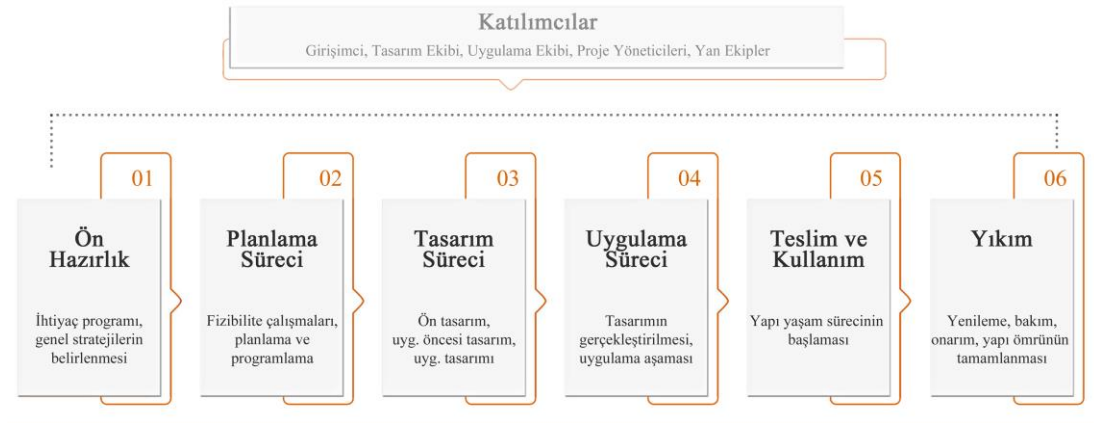 Katılımcılar
Girişimci, Tasarım Ekibi, Uygulama Ekibi, Proje Yöneticileri, Yan Ekipler
01
Ön
Hazırlık
İhtiyaç programı,
genel stratejilerin
belirlenmesi
02
Planlama
Süreci
Fizibilite çalışmaları,
planlama ve
programlama
03
Tasarım
Süreci
Ön tasarım,
uyg. öncesi tasarım,
uyg. tasarımı
04
Uygulama
Süreci
Tasarımın
gerçekleştirilmesi,
uygulama aşaması
05
Teslim ve
Kullanım
Yapı yaşam sürecinin
başlaması
06
Yıkım
Yenileme, bakım,
onarım, yapı ömrünün
tamamlanması